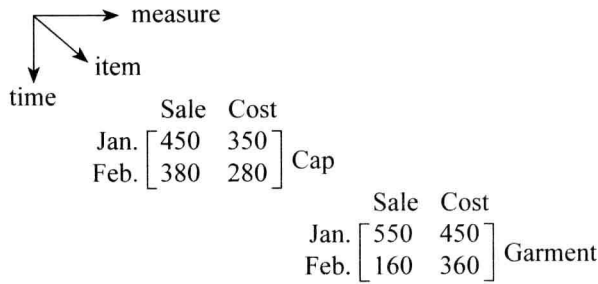 measure
item
time
Sale Cost
Jan. 450 350
Feb. 380 280
Cap
Sale Cost
Jan. 550 450
Feb. 160 360
Garment